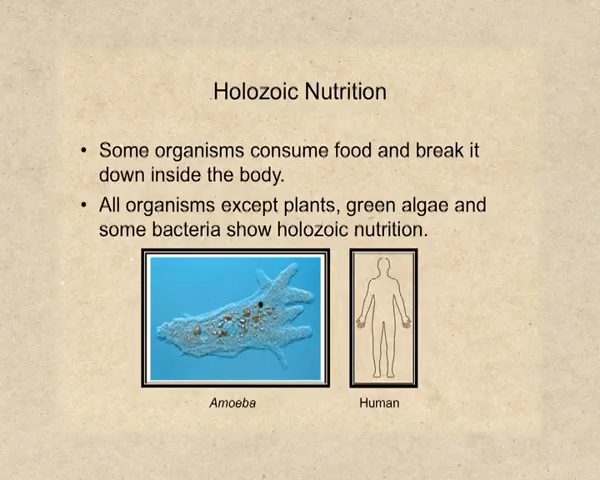 Holozoic Nutrition
• Some organisms consume food and break it
down inside the body.
• All organisms except plants, green algae and
some bacteria show holozoic nutrition.
Amoeba Human